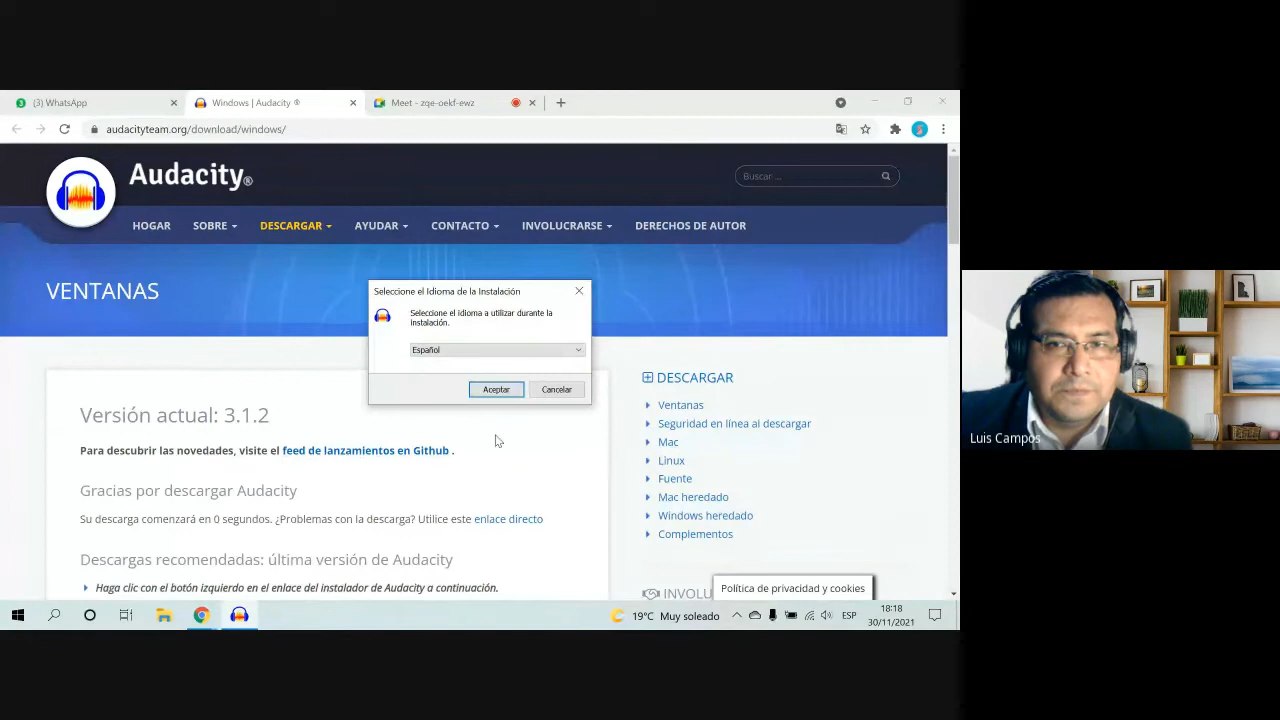 (3) WhatsApp
Windows | Audacity ®
Meet - zqe-oekf-ewz
audacityteam.org/download/windows/
Audacity®
Buscar ...
HOGAR SOBRE DESCARGAR AYUDAR CONTACTO INVOLUCRARSE DERECHOS DE AUTOR
VENTANAS
Seleccione el Idioma de la Instalación
Seleccione el idioma a utilizar durante la
instalación.
Español
Aceptar Cancelar
Versión actual: 3.1.2
Para descubrir las novedades, visite el feed de lanzamientos en Github .
Gracias por descargar Audacity
Su descarga comenzará en 0 segundos. ¿Problemas con la descarga? Utilice este enlace directo
Descargas recomendadas: última versión de Audacity
Haga clic con el botón izquierdo en el enlace del instalador de Audacity a continuación.
DESCARGAR
Ventanas
Seguridad en línea al descargar
Mac
Linux
Fuente
Mac heredado
Windows heredado
Complementos
INVOLU
Política de privacidad y cookies
19°C Muy soleado
ESP
18:18
30/11/2021
Luis Campos